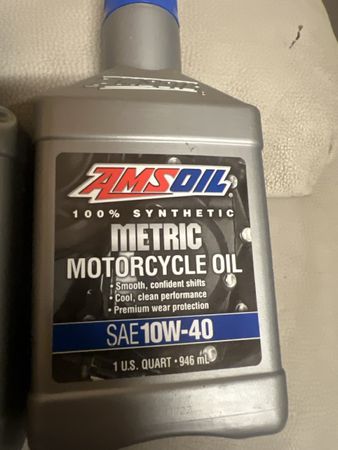 AMSOIL
100% SYNTHETIC
METRIC
MOTORCYCLE OIL
• Smooth, confident shifts
• Cool, clean performance
• Premium wear protection
SAE 10W-40
1 U.S. QUART • 946 mL